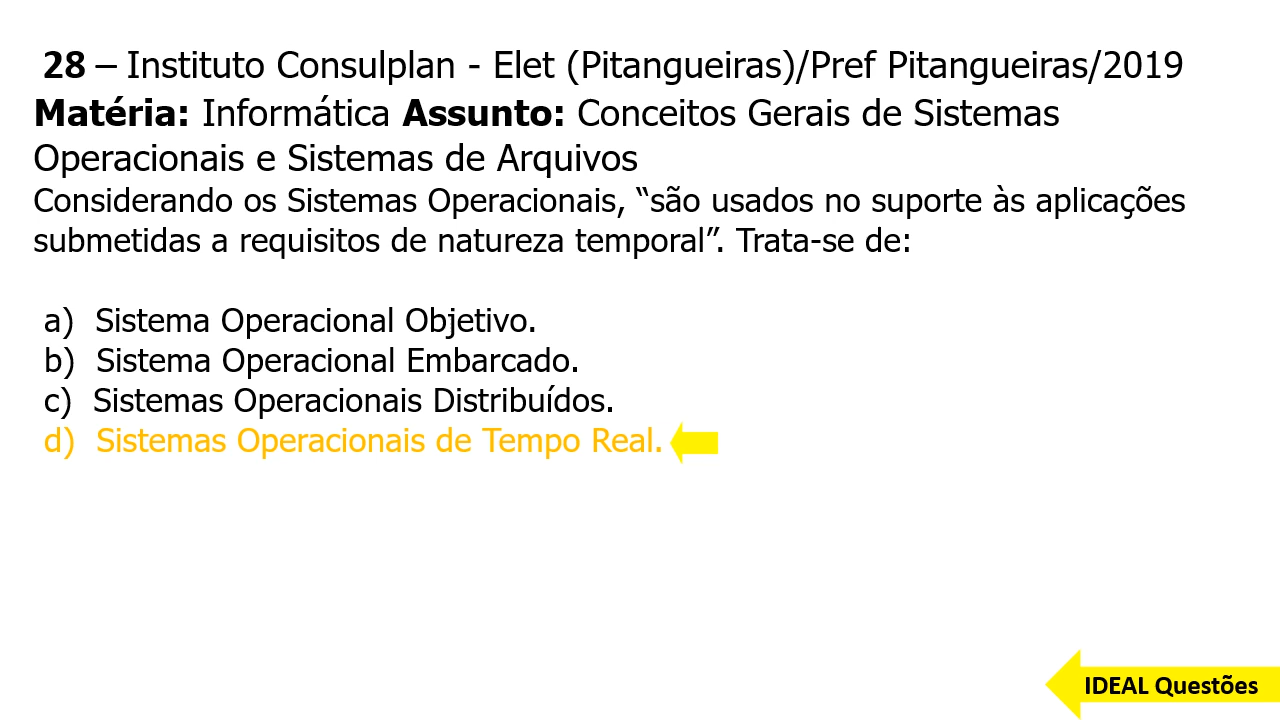 28 – Instituto Consulplan - Elet (Pitangueiras)/Pref Pitangueiras/2019
Matéria: Informática Assunto: Conceitos Gerais de Sistemas
Operacionais e Sistemas de Arquivos
Considerando os Sistemas Operacionais, “são usados no suporte às aplicações
submetidas a requisitos de natureza temporal”. Trata-se de:
a) Sistema Operacional Objetivo.
b) Sistema Operacional Embarcado.
c) Sistemas Operacionais Distribuídos.
d) Sistemas Operacionais de Tempo Real.
IDEAL Questões